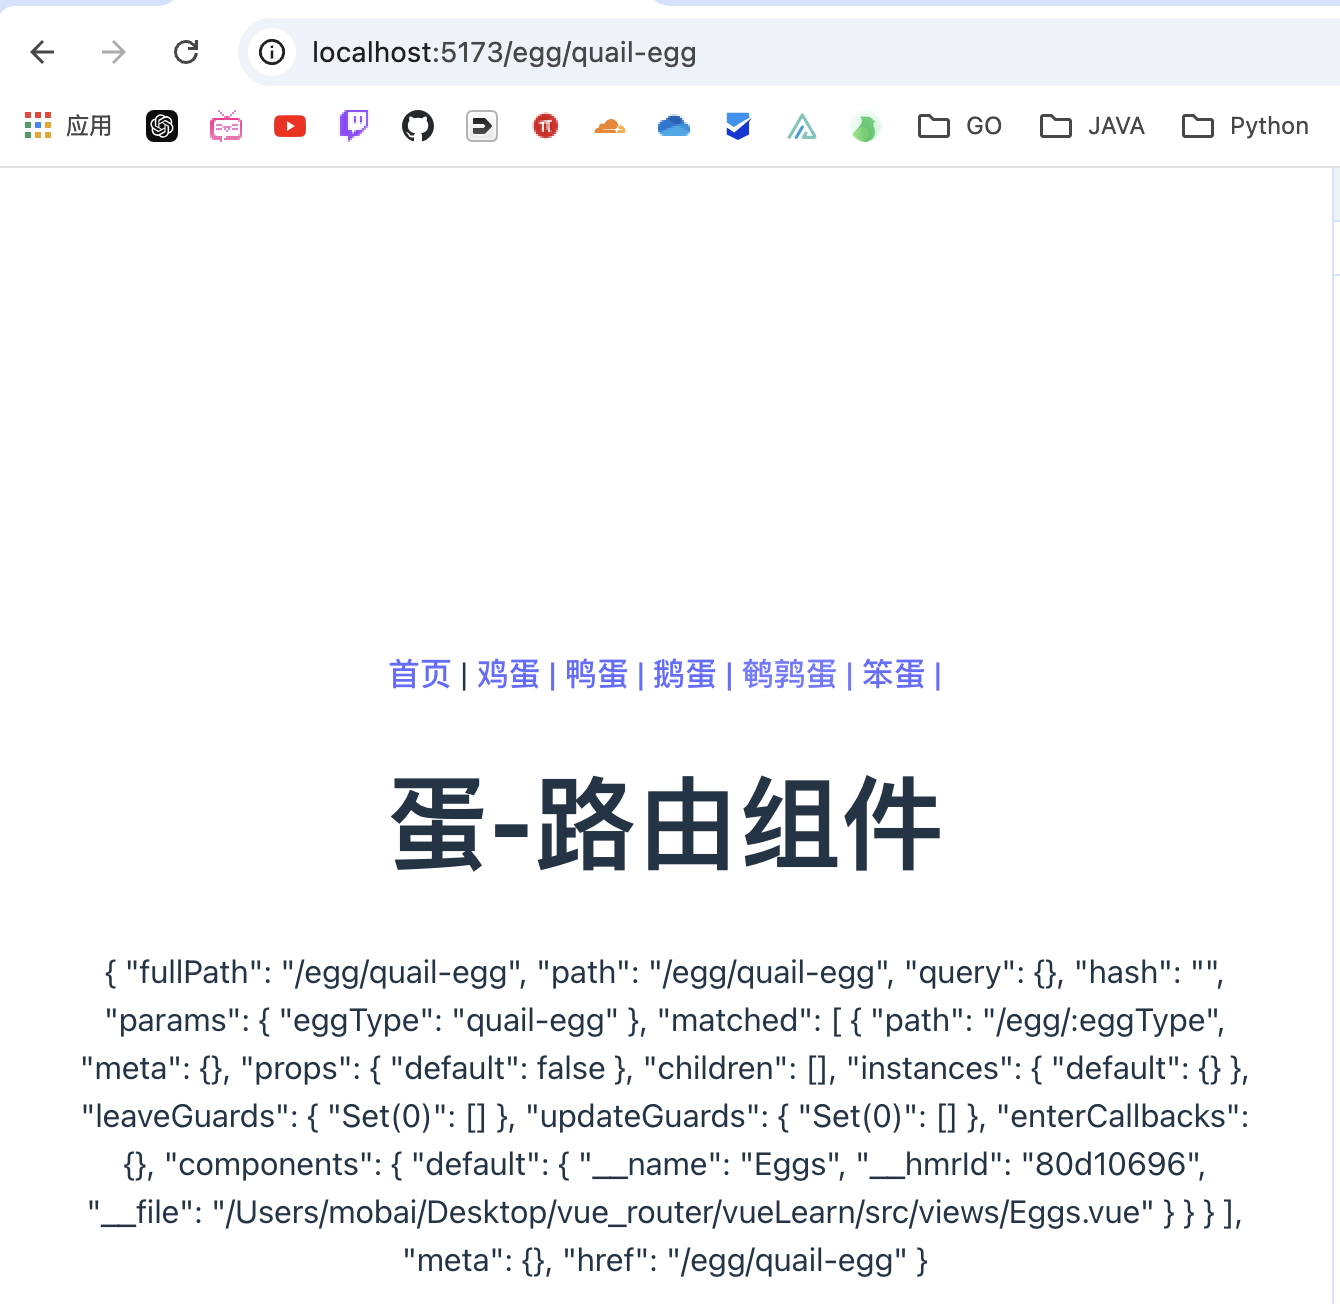 localhost:5173/egg/quail-egg
应用 GO JAVA Python
首页 | 鸡蛋 | 鸭蛋 | 鹅蛋 | 鹌鹑蛋 | 笨蛋 |
蛋-路由组件
{ "fullPath": "/egg/quail-egg", "path": "/egg/quail-egg", "query": {}, "hash": "",
"params": { "eggType": "quail-egg" }, "matched": [ { "path": "/egg/:eggType",
"meta": {}, "props": { "default": false }, "children": [], "instances": { "default": {} },
"leaveGuards": { "Set(0)": [] }, "updateGuards": { "Set(0)": [] }, "enterCallbacks":
{}, "components": { "default": { "__name": "Eggs", "__hmrId": "80d10696",
"__file": "/Users/mobai/Desktop/vue_router/vueLearn/src/views/Eggs.vue" } } } ],
"meta": {}, "href": "/egg/quail-egg" }